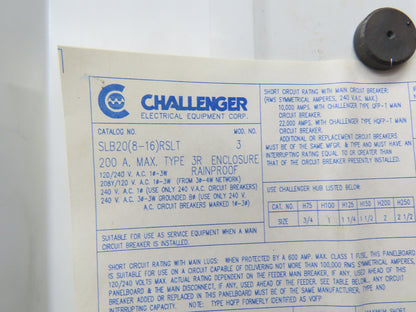 CHALLENGER
ELECTRICAL EQUIPMENT CORP.
CATALOG NO. MOD. NO.
SLB20(8-16)RSLT 3
200 A. MAX. TYPE 3R ENCLOSURE
RAINPROOF
120/240 V. A.C. 1Φ-3W
208Y/120 V. A.C. 1Φ-3W (FROM 3Φ-4W NETWORK)
240 V.A.C. 1Φ (USE ONLY 240 V.A.C. CIRCUIT BREAKERS)
240 V.A.C. 3Φ-3W GROUNDED BΦ (USE ONLY 240 V.
A.C. CIRCUIT BREAKERS MARKED 1Φ-3Φ)
SUITABLE FOR USE AS SERVICE EQUIPMENT WHEN A MAIN
CIRCUIT BREAKER IS INSTALLED.
SHORT CIRCUIT RATING WITH MAIN CIRCUIT BREAKER:
(RMS SYMMETRICAL AMPERES, 240 V.A.C. MAX.)
10,000 AMPS. WITH CHALLENGER TYPE QFP-1 MAIN
CIRCUIT BREAKER.
22,000 AMPS. WITH CHALLENGER TYPE MAIN
CIRCUIT BREAKER.
ADDITIONAL OR REPLACEMENT CIRCUIT BREAKERS
MUST BE OF THE SAME MFGR. & TYPE AND MUST HAVE AN
INTERRUPTING RATING EQUAL TO OR GREATER THAN
THAT OF THE CIRCUIT BREAKER PRESENTLY INSTALLED.
USE CHALLENGER HUB LISTED BELOW:
CAT. NO. H75 H100 H125 H150 H200 H250
SIZE 3/4 1 1 1/4 1 1/2 2 2 1/2
SHORT CIRCUIT RATING WITH MAIN LUGS: WHEN PROTECTED BY A 600 AMP. MAX. CLASS 1 FUSE, THIS PANELBOARD
IS SUITABLE FOR USE ON A CIRCUIT CAPABLE OF DELIVERING NOT MORE THAN 100,000 RMS SYMMETRICAL AMPERES,
120/240 VOLTS MAX. ACTUAL RATING DEPENDENT ON THE FEEDER MAIN BREAKER, IF ANY, USED AHEAD OF THIS
PANELBOARD & THE MAIN DISCONNECT, IF ANY, USED AHEAD OF THE FEEDER. SEE TABLE BELOW. ANY
BREAKER ADDED OR REPLACED IN THIS PANELBOARD MUST BE OF THE SAME MANUFACTURER, TYPE AND
INTERRUPTING CAPACITY. NOTE: TYPE HQFP FORMERLY IDENTIFIED AS VQFP